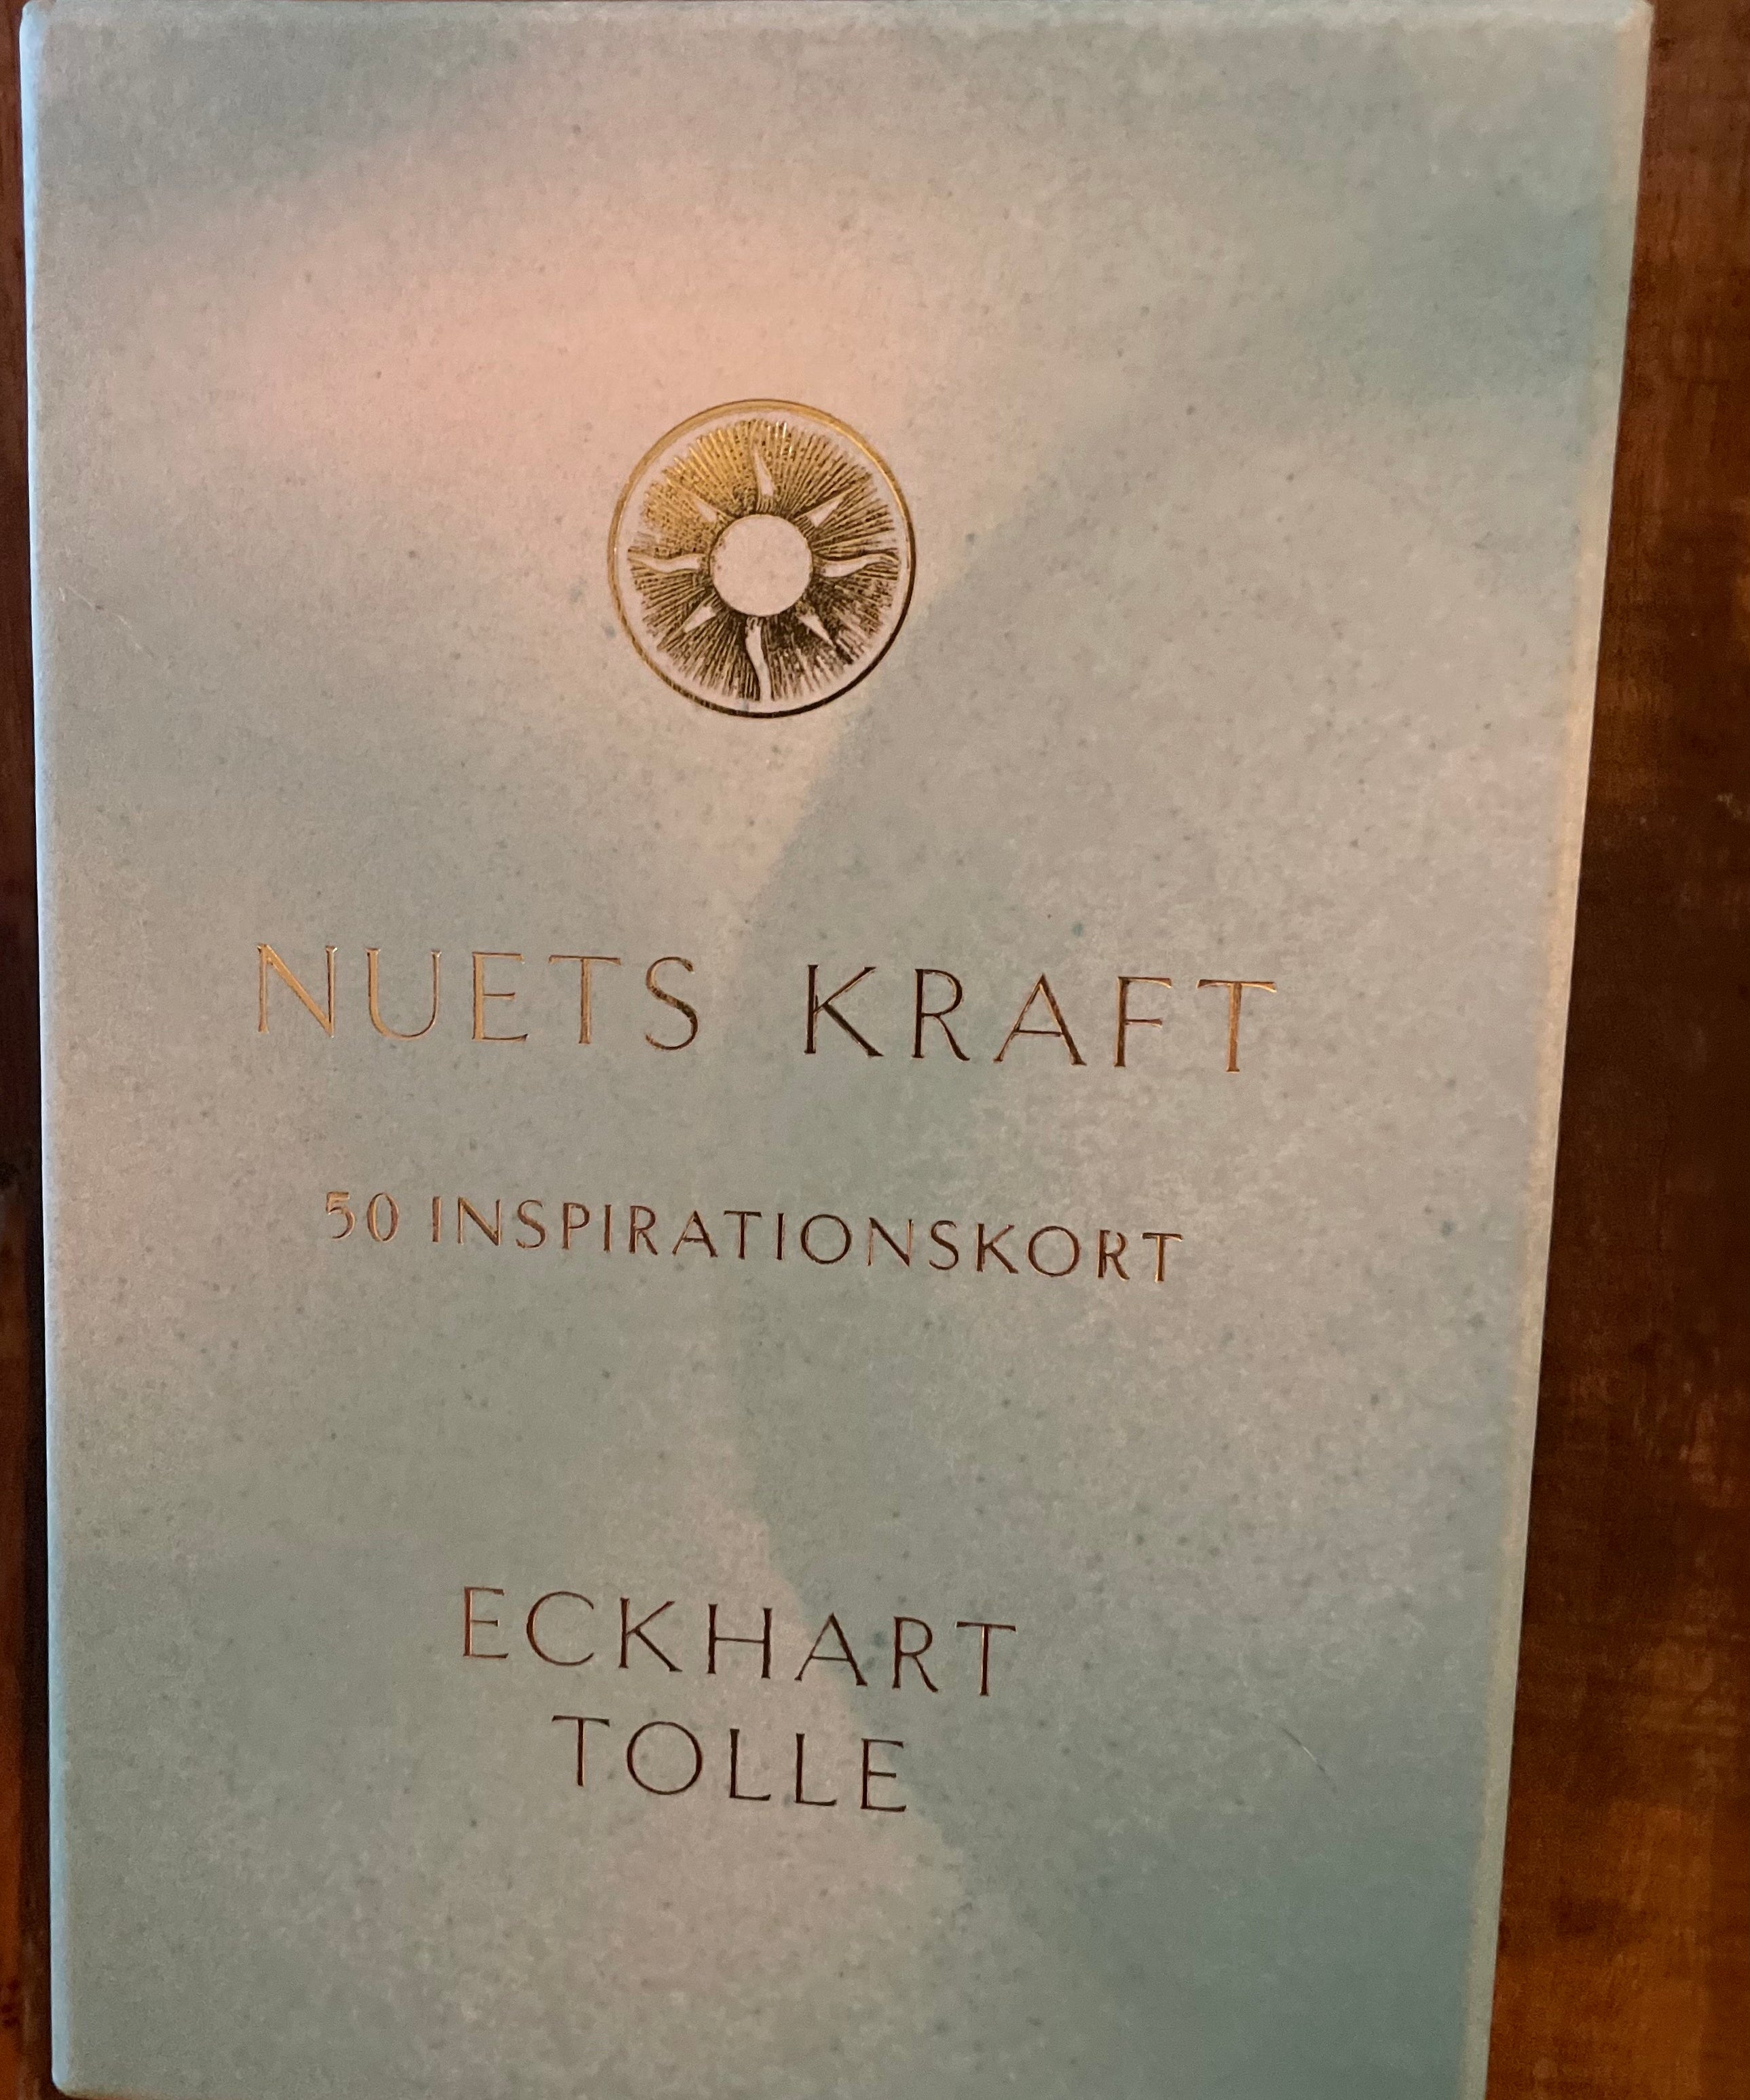 NUETS KRAFT
50 INSPIRATIONSKORT
ECKHART
TOLLE